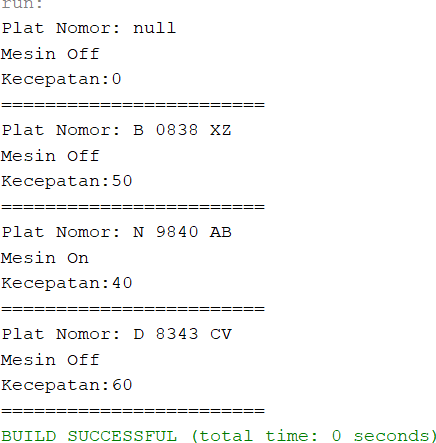 run:
Plat Nomor: null
Mesin Off
Kecepatan:0
========================
Plat Nomor: B 0838 XZ
Mesin Off
Kecepatan:50
========================
Plat Nomor: N 9840 AB
Mesin On
Kecepatan:40
========================
Plat Nomor: D 8343 CV
Mesin Off
Kecepatan:60
========================
BUILD SUCCESSFUL (total time: 0 seconds)